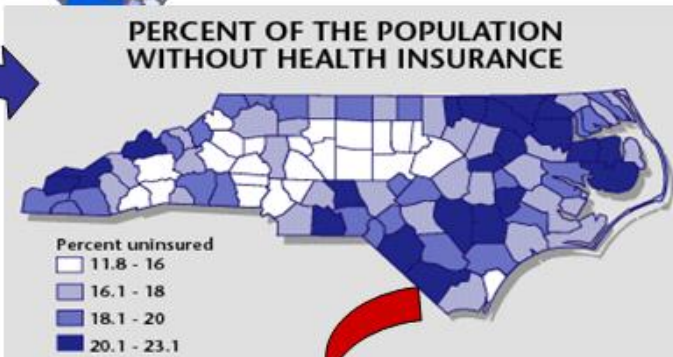 PERCENT OF THE POPULATION
WITHOUT HEALTH INSURANCE
Percent uninsured
11.8 - 16
16.1 - 18
18.1 - 20
20.1 - 23.1